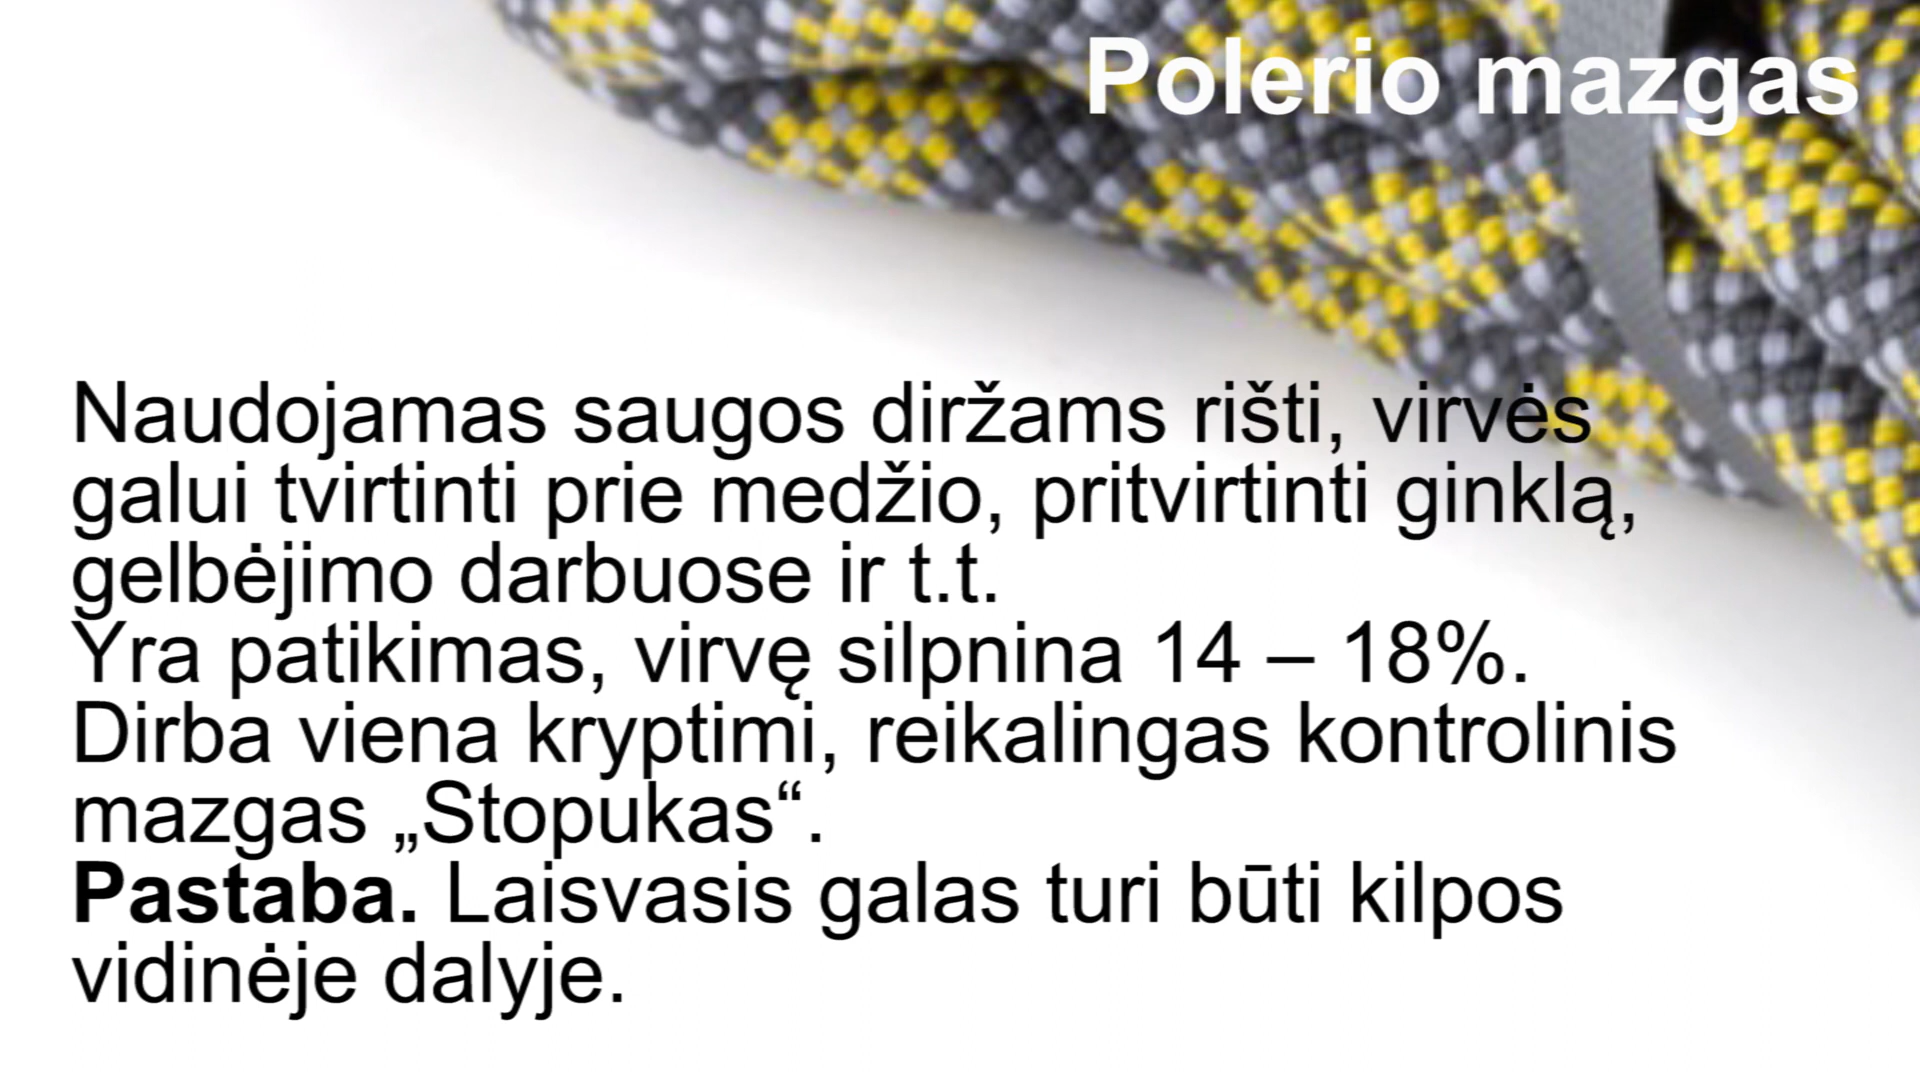 Polerio mazgas
Naudojamas saugos diržams rišti, virvės
galui tvirtinti prie medžio, pritvirtinti ginklą,
gelbėjimo darbuose ir t.t.
Yra patikimas, virvę silpnina 14 – 18%.
Dirba viena kryptimi, reikalingas kontrolinis
mazgas „Stopukas“.
Pastaba. Laisvasis galas turi būti kilpos
vidinėje dalyje.